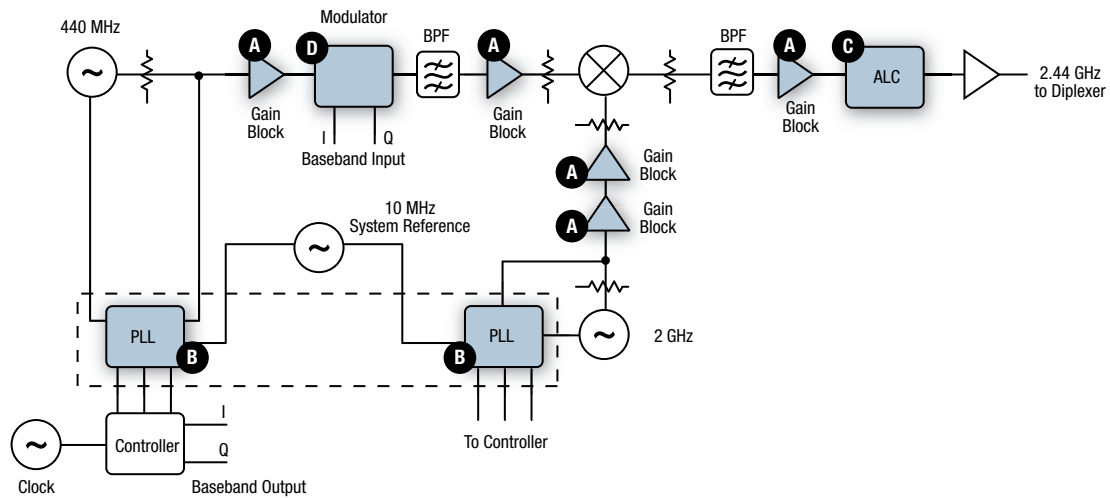 440 MHz
Modulator
BPF
BPF
A
D
A
A
C
ALC
2.44 GHz
to Diplexer
Gain
Block
Gain
Block
Gain
Block
I
Q
Baseband Input
A
Gain
Block
A
Gain
Block
10 MHz
System Reference
PLL
B
PLL
B
2 GHz
Controller
I
Q
To Controller
Clock
Baseband Output